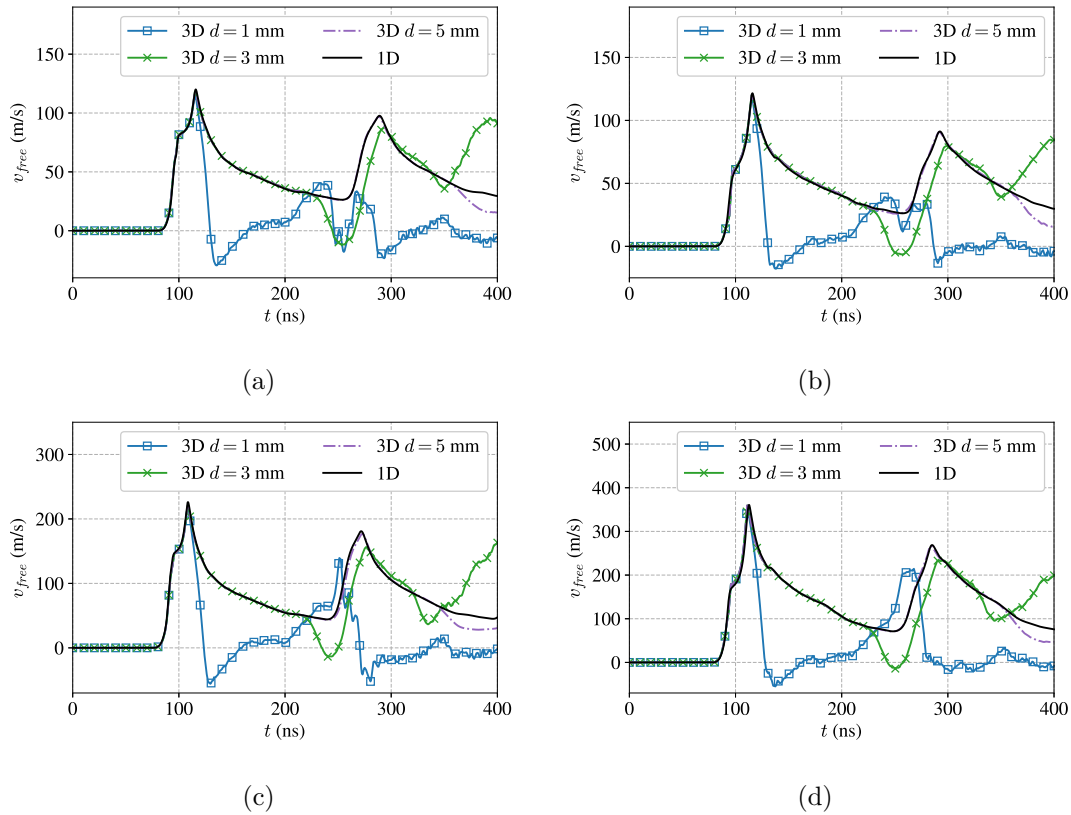 3D d = 1 mm
3D d = 3 mm
3D d = 5 mm
1D
150
100
50
0
v_free (m/s)
0 100 200 300 400
t (ns)
(a)
3D d = 1 mm
3D d = 3 mm
3D d = 5 mm
1D
150
100
50
0
v_free (m/s)
0 100 200 300 400
t (ns)
(b)
3D d = 1 mm
3D d = 3 mm
3D d = 5 mm
1D
300
200
100
0
v_free (m/s)
0 100 200 300 400
t (ns)
(c)
3D d = 1 mm
3D d = 3 mm
3D d = 5 mm
1D
500
400
300
200
100
0
v_free (m/s)
0 100 200 300 400
t (ns)
(d)